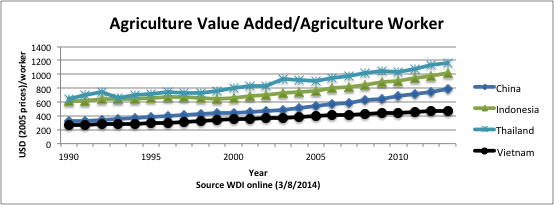 Agriculture Value Added/Agriculture Worker
USD (2005 prices)/worker
1400
1200
1000
800
600
400
200
0
1990
1995
2000
2005
2010
Year
Source WDI online (3/8/2014)
China
Indonesia
Thailand
Vietnam